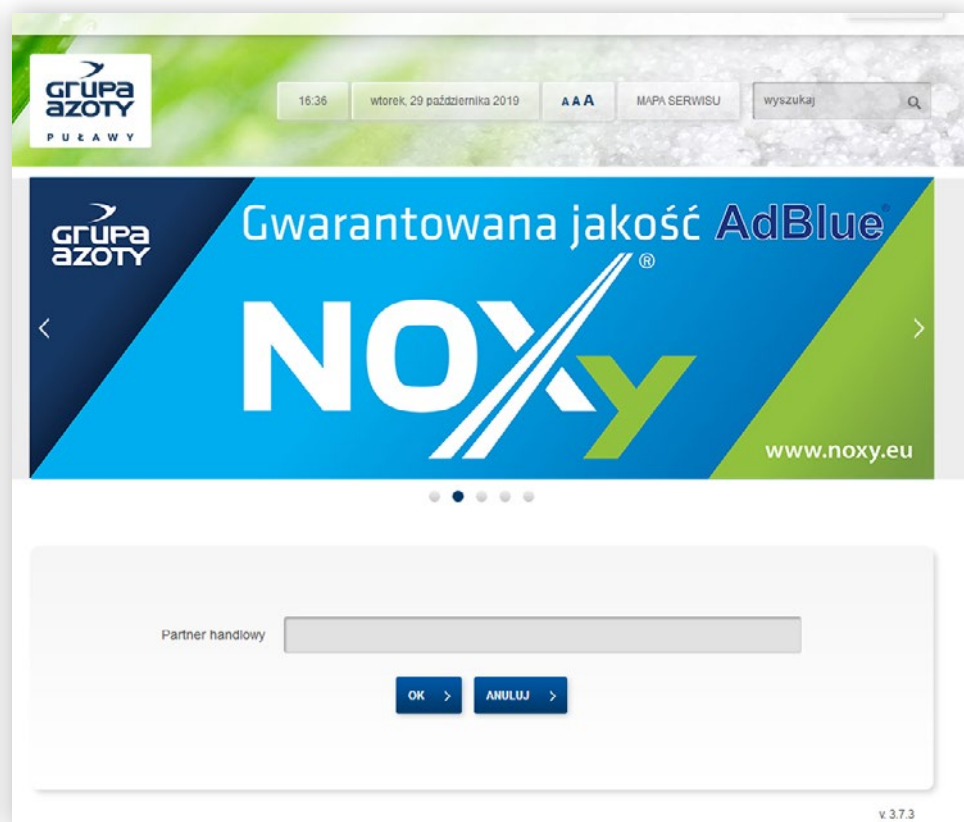 GRUPA
AZOTY
PUŁAWY
16:36
wtorek, 29 października 2019
A A A
MAPA SERWISU
wyszukaj
GRUPA
AZOTY
Gwarantowana jakość AdBlue®
NOXy®
www.noxy.eu
Partner handlowy
OK >
ANULUJ >
v. 3.7.3